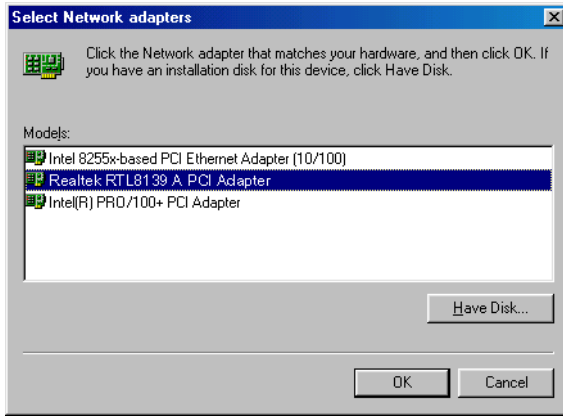 Select Network adapters
Click the Network adapter that matches your hardware, and then click OK. If
you have an installation disk for this device, click Have Disk.
Models:
Intel 8255x-based PCI Ethernet Adapter (10/100)
Realtek RTL8139 A PCI Adapter
Intel(R) PRO/100+ PCI Adapter
Have Disk...
OK
Cancel